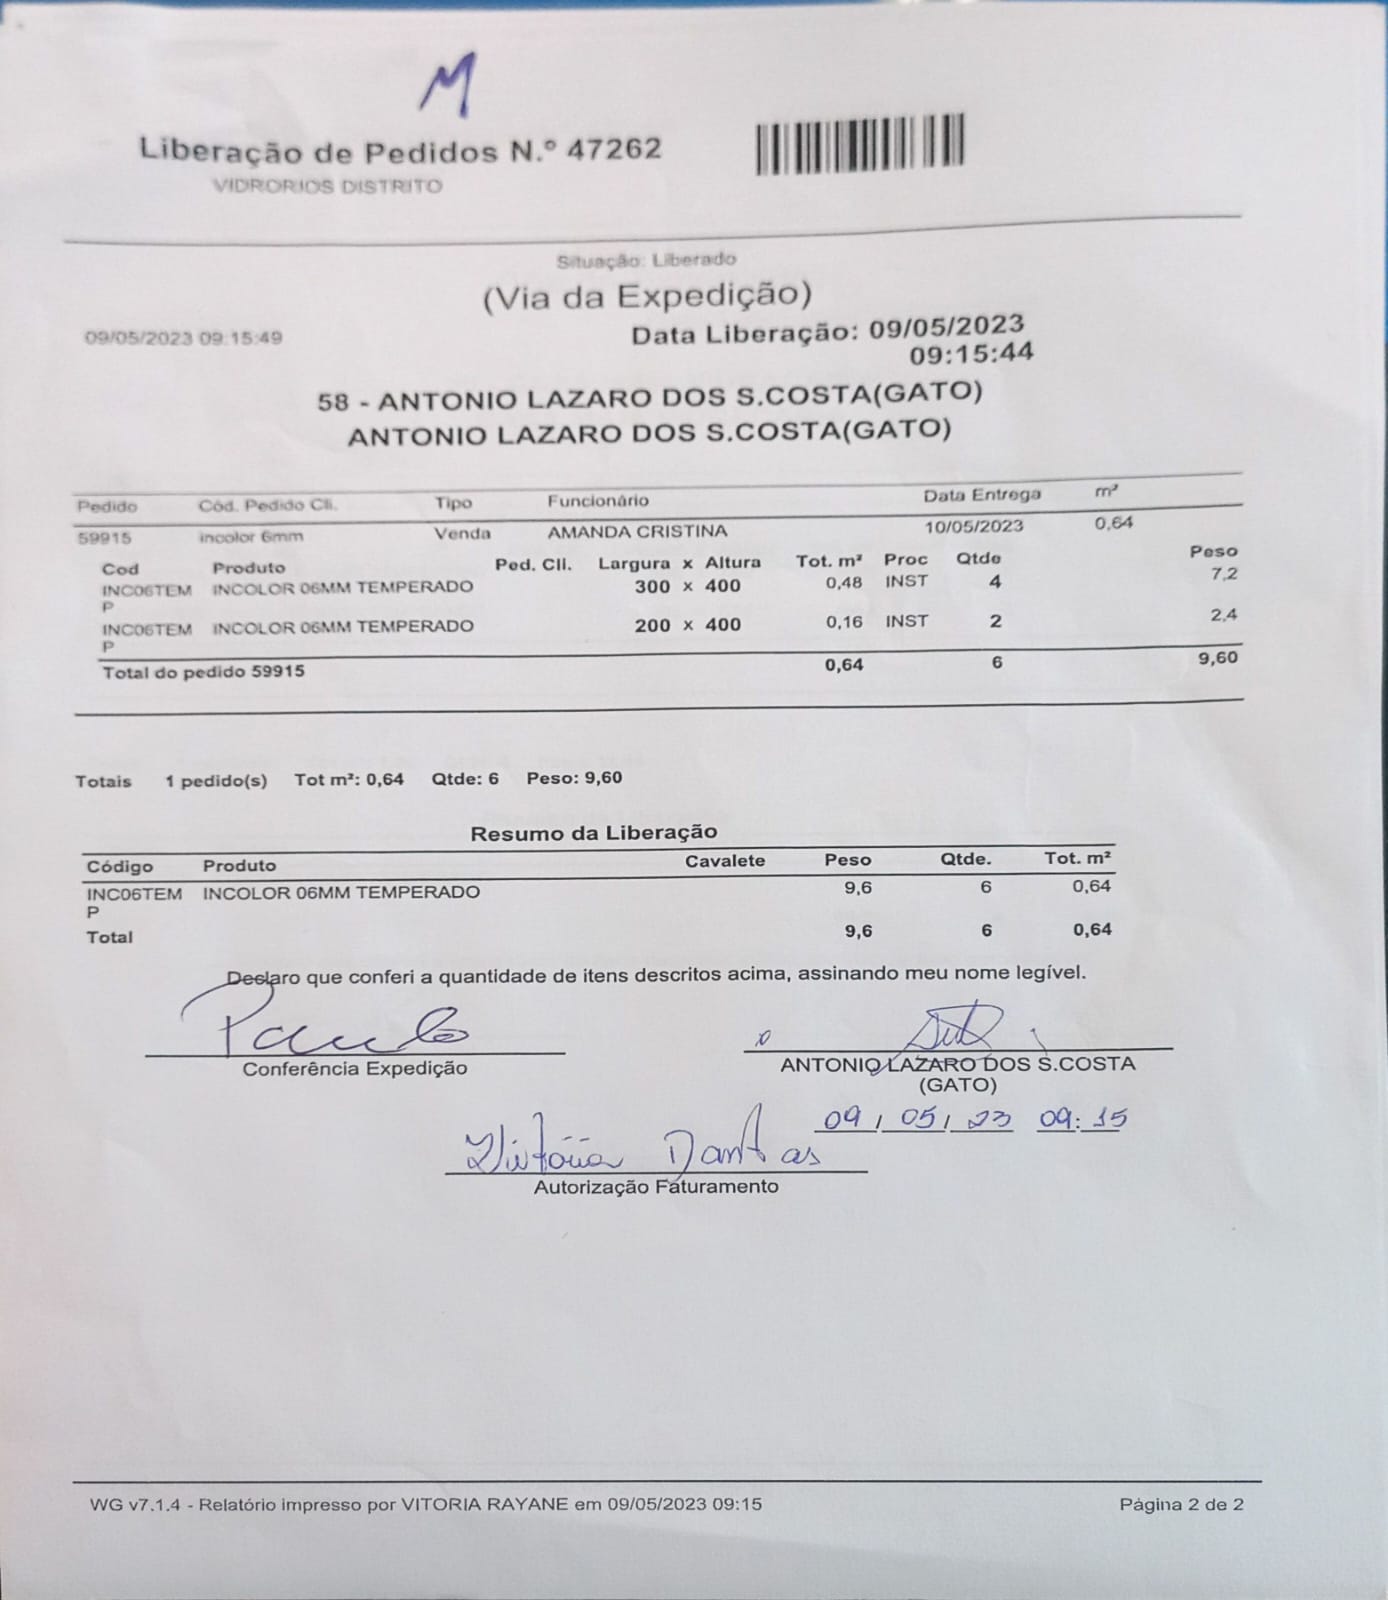 M
Liberação de Pedidos N.º 47262
VIDRORIOS DISTRITO
Situação: Liberado
(Via da Expedição)
09/05/2023 09:15:49 Data Liberação: 09/05/2023
09:15:44
58 - ANTONIO LAZARO DOS S.COSTA(GATO)
ANTONIO LAZARO DOS S.COSTA(GATO)
Pedido Cód. Pedido Cli. Tipo Funcionário Data Entrega m²
59915 incolor 6mm Venda AMANDA CRISTINA 10/05/2023 0,64
Cod Produto Ped. Cli. Largura x Altura Tot. m² Proc Qtde Peso
INC06TEM INCOLOR 06MM TEMPERADO 300 x 400 0,48 INST 4 7,2
P
INC06TEM INCOLOR 06MM TEMPERADO 200 x 400 0,16 INST 2 2,4
P
Total do pedido 59915 0,64 6 9,60
Totais 1 pedido(s) Tot m²: 0,64 Qtde: 6 Peso: 9,60
Resumo da Liberação
Código Produto Cavalete Peso Qtde. Tot. m²
INC06TEM INCOLOR 06MM TEMPERADO 9,6 6 0,64
P
Total 9,6 6 0,64
Declaro que conferi a quantidade de itens descritos acima, assinando meu nome legível.
Paulo
Conferência Expedição ANTONIO LAZARO DOS S.COSTA
(GATO)
09/05/23 09:15
Vitória Dantas
Autorização Faturamento
WG v7.1.4 - Relatório impresso por VITORIA RAYANE em 09/05/2023 09:15 Página 2 de 2